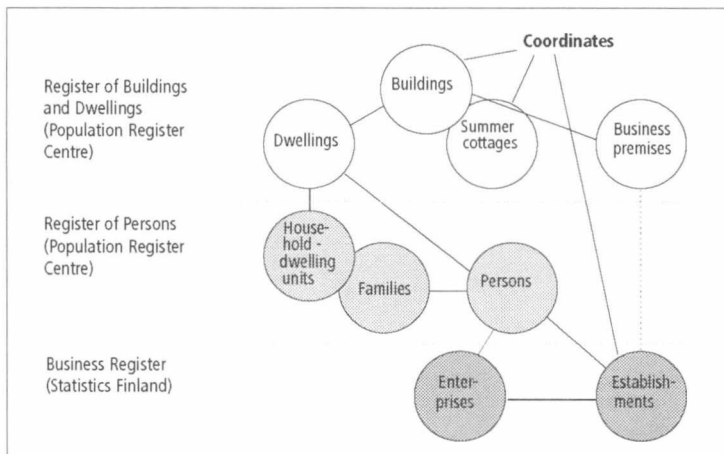 Coordinates
Register of Buildings
and Dwellings
(Population Register
Centre)
Buildings
Dwellings
Summer
cottages
Business
premises
Register of Persons
(Population Register
Centre)
House-
hold -
dwelling
units
Families
Persons
Business Register
(Statistics Finland)
Enter-
prises
Establish-
ments